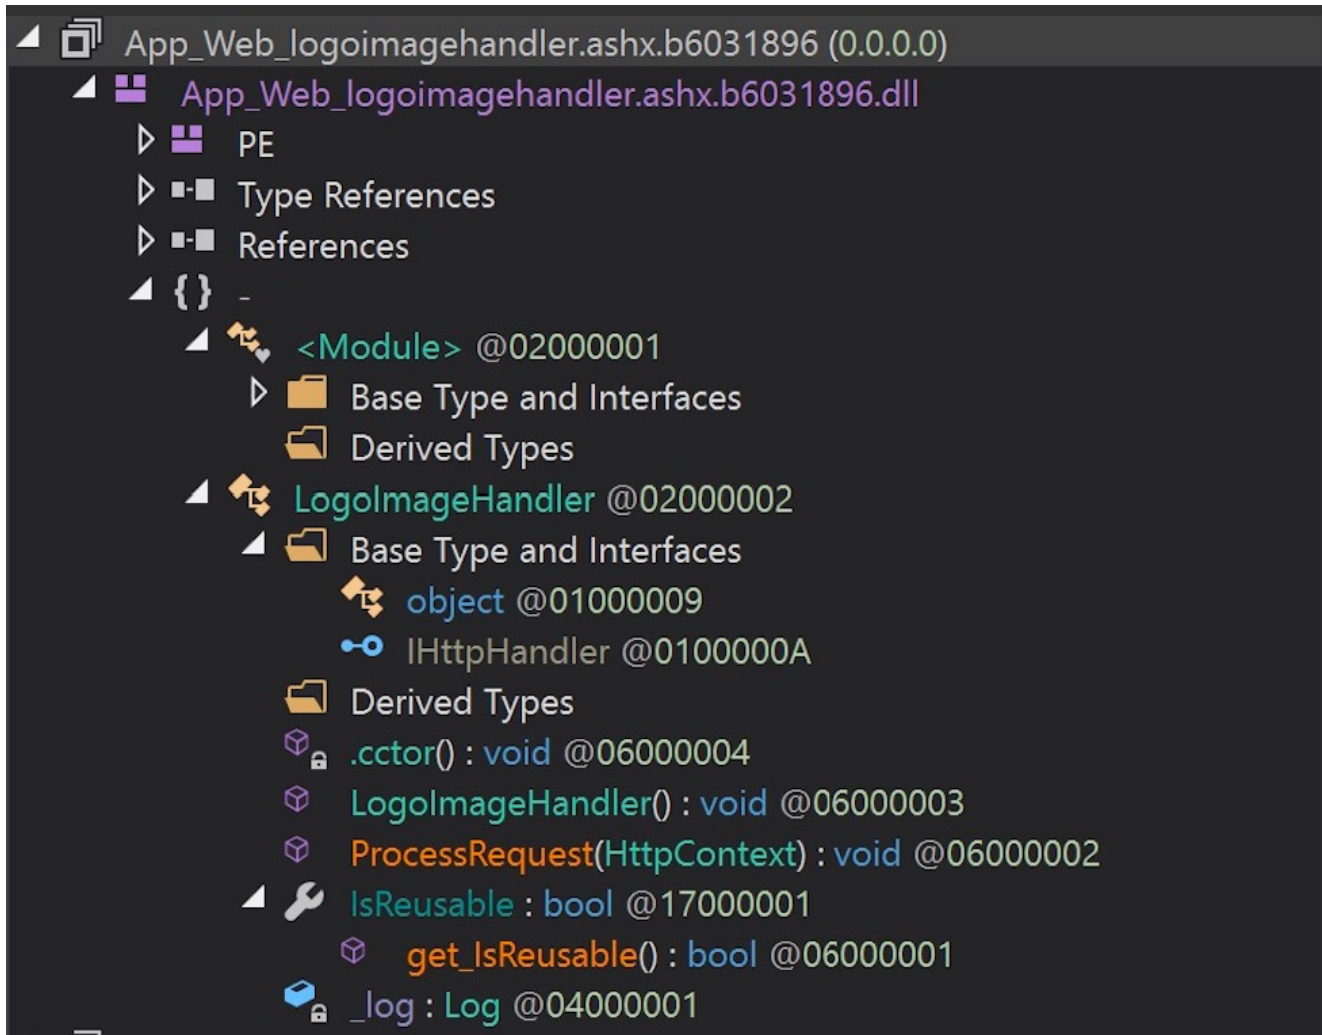 App_Web_logoimagehandler.ashx.b6031896 (0.0.0.0)
App_Web_logoimagehandler.ashx.b6031896.dll
PE
Type References
References
{ } -
<Module> @02000001
Base Type and Interfaces
Derived Types
LogoImageHandler @02000002
Base Type and Interfaces
object @01000009
IHttpHandler @0100000A
Derived Types
.cctor() : void @06000004
LogoImageHandler() : void @06000003
ProcessRequest(HttpContext) : void @06000002
IsReusable : bool @17000001
get_IsReusable() : bool @06000001
_log : Log @04000001